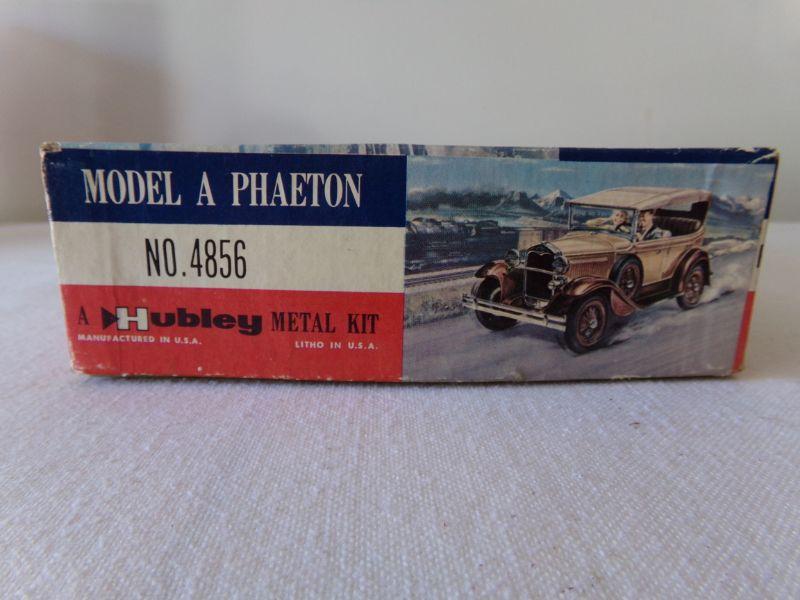 MODEL A PHAETON
NO. 4856
A Hubley METAL KIT
MANUFACTURED IN U.S.A. LITHO IN U.S.A.